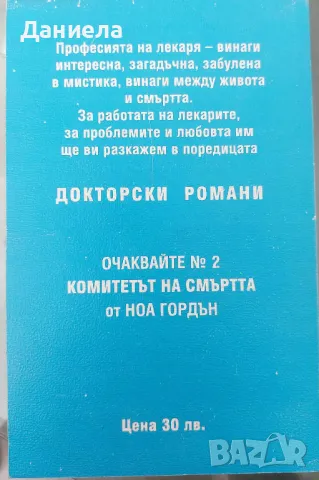 Даниела
Професията на лекаря – винаги
интересна, загадъчна, забулена
в мистика, винаги между живота
и смъртта.
За работата на лекарите,
за проблемите и любовта им
ще ви разкажем в поредицата
ДОКТОРСКИ РОМАНИ
ОЧАКВАЙТЕ № 2
КОМИТЕТЪТ НА СМЪРТТА
от НОА ГОРДЪН
Цена 30 лв.
BAZAR